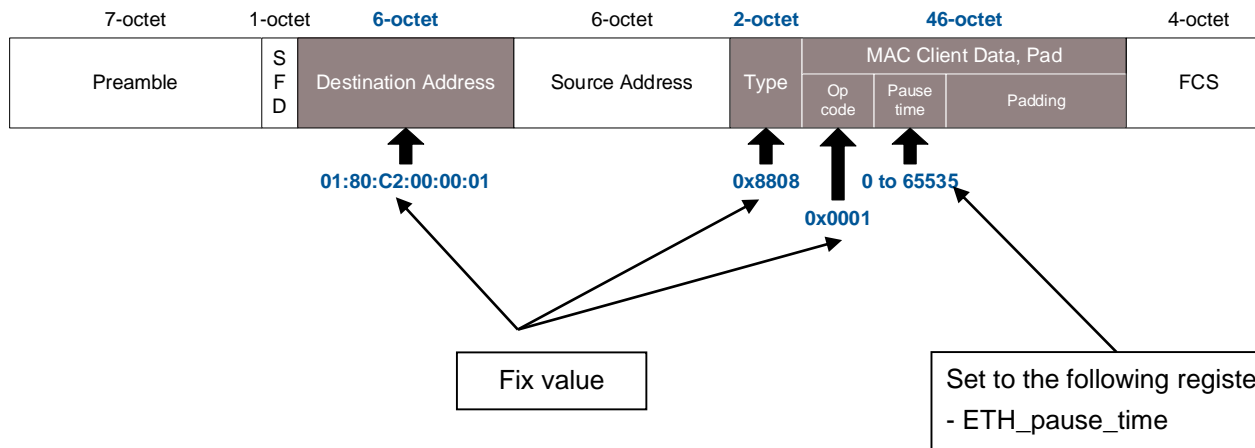 7-octet 1-octet 6-octet 6-octet 2-octet 46-octet 4-octet
Preamble
S
F
D
Destination Address
Source Address
Type
MAC Client Data, Pad
Op
code
Pause
time
Padding
FCS
01:80:C2:00:00:01
0x8808
0 to 65535
0x0001
Fix value
Set to the following registe
- ETH_pause_time